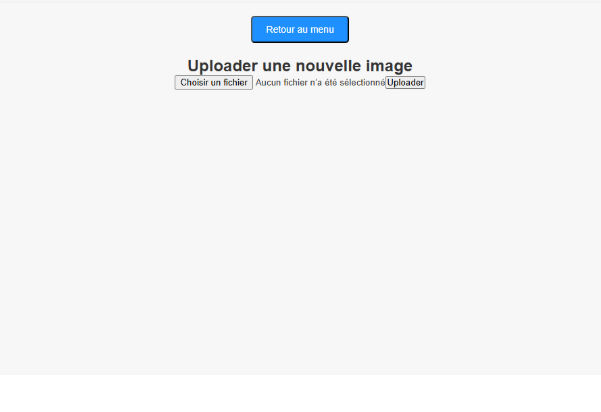 Retour au menu
Uploader une nouvelle image
Choisir un fichier Aucun fichier n'a été sélectionné Uploader